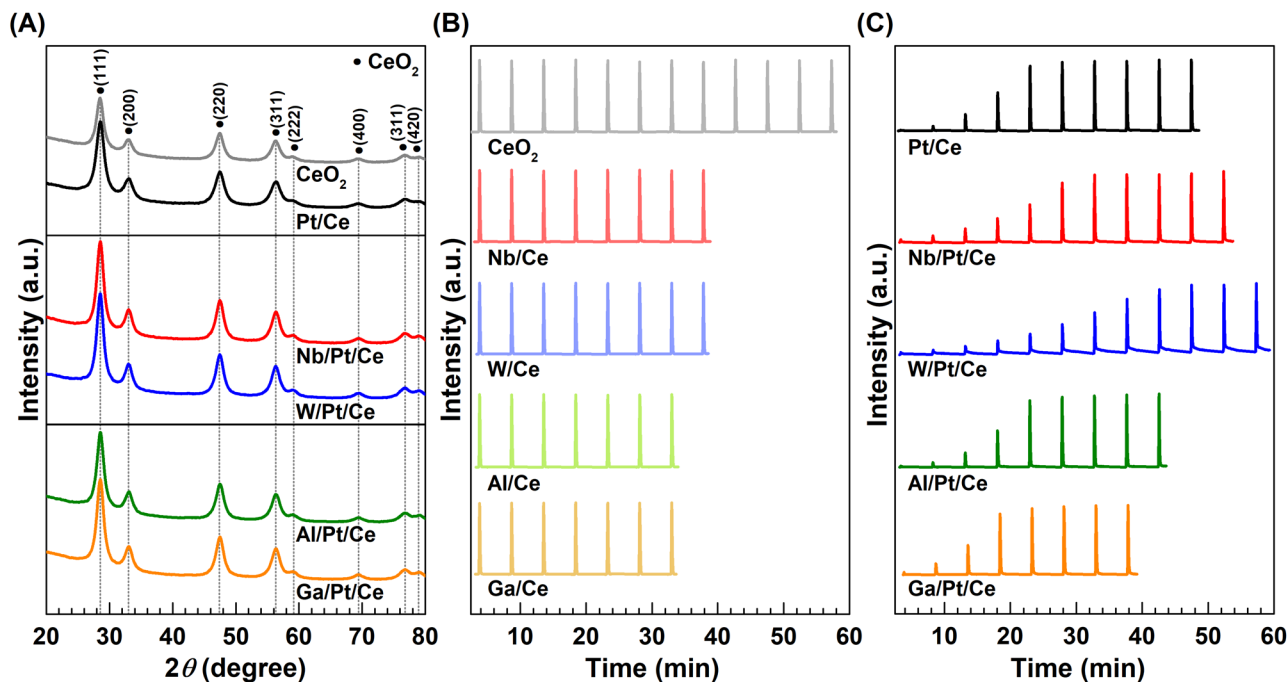 (A)
● CeO2
●(111)
●(200)
●(220)
●(311)
●(222)
●(400)
(311)
●(420)
CeO2
Pt/Ce
Nb/Pt/Ce
W/Pt/Ce
Al/Pt/Ce
Ga/Pt/Ce
Intensity (a.u.)
20 30 40 50 60 70 80
2θ (degree)
(B)
CeO2
Nb/Ce
W/Ce
Al/Ce
Ga/Ce
Intensity (a.u.)
10 20 30 40 50 60
Time (min)
(C)
Pt/Ce
Nb/Pt/Ce
W/Pt/Ce
Al/Pt/Ce
Ga/Pt/Ce
Intensity (a.u.)
10 20 30 40 50 60
Time (min)